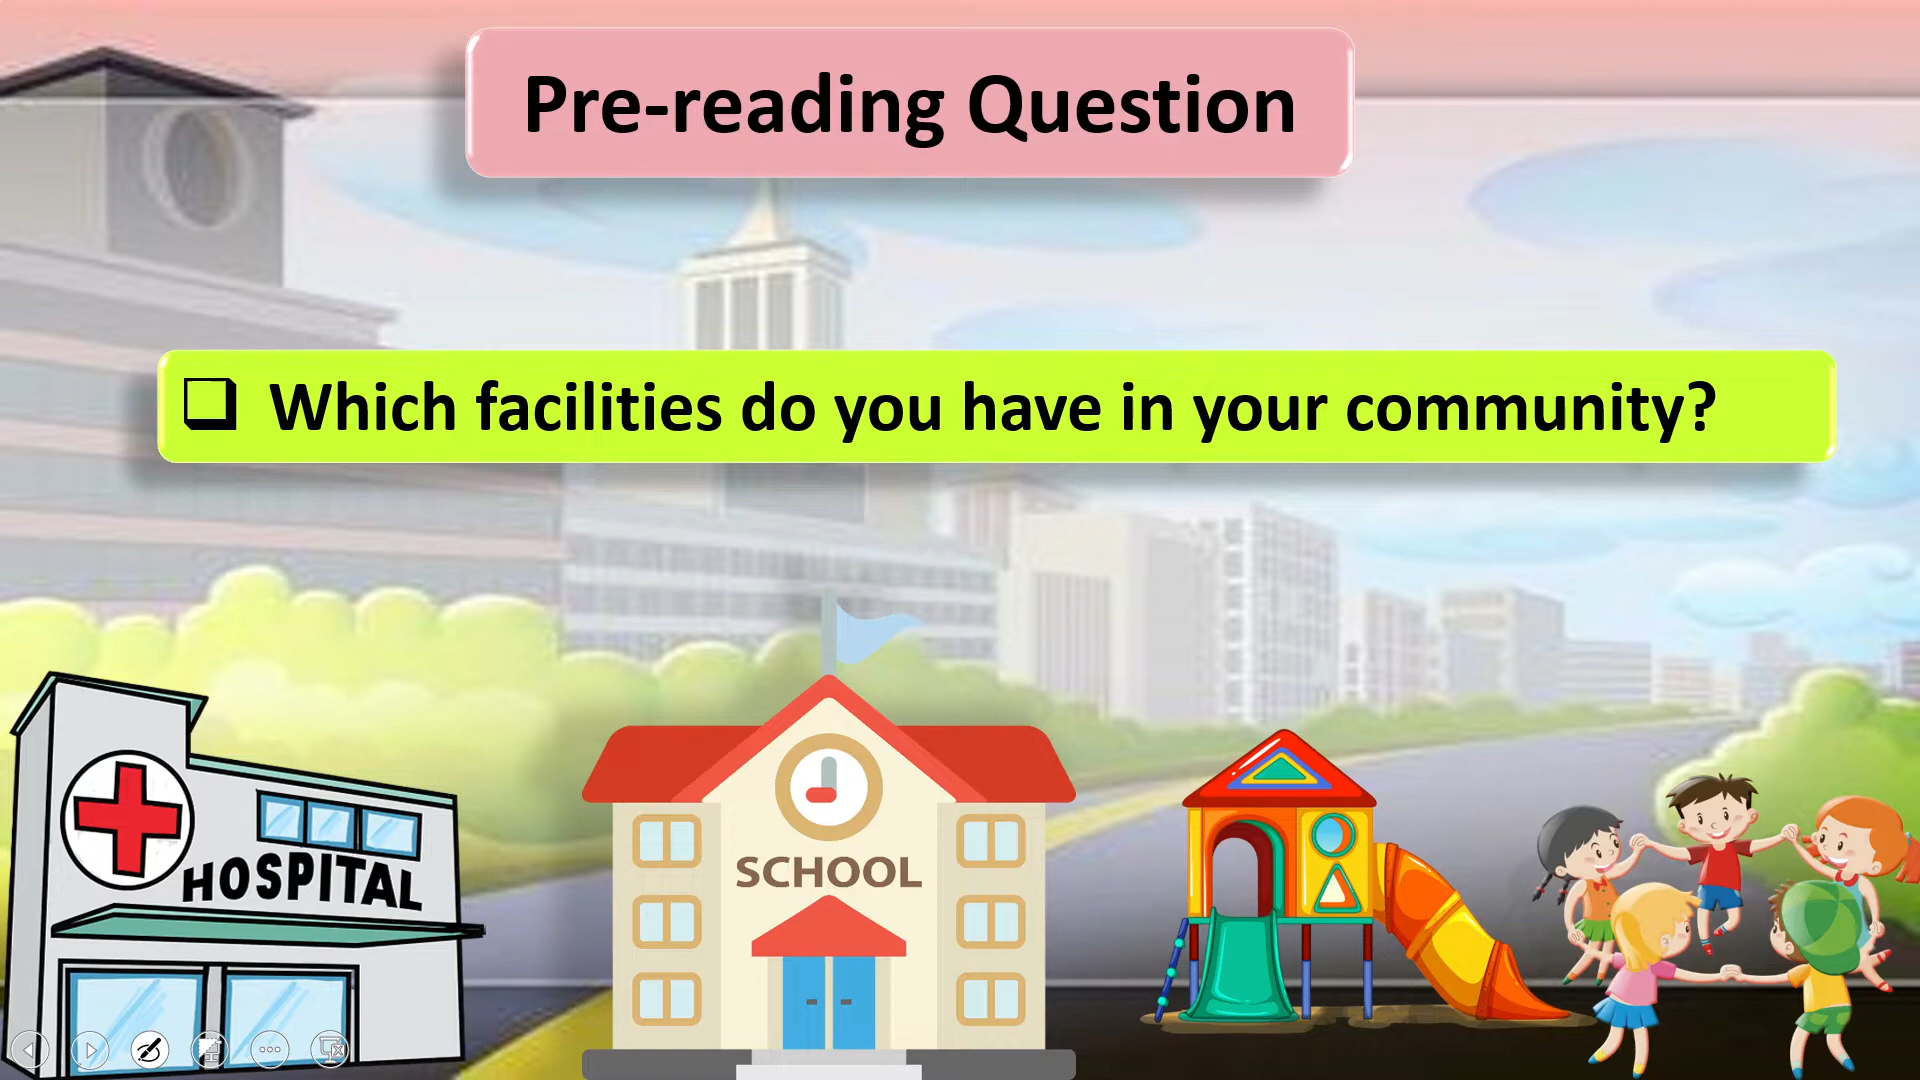 Pre-reading Question
❑ Which facilities do you have in your community?
HOSPITAL
SCHOOL